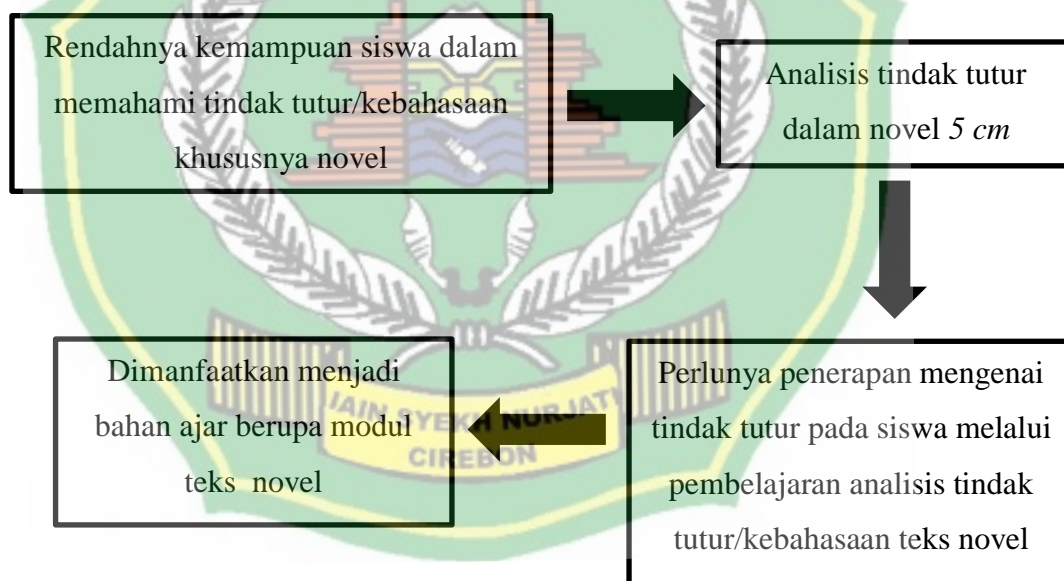 Rendahnya kemampuan siswa dalam
memahami tindak tutur/kebahasaan
khususnya novel
Analisis tindak tutur
dalam novel 5 cm
Perlunya penerapan mengenai
tindak tutur pada siswa melalui
pembelajaran analisis tindak
tutur/kebahasaan teks novel
Dimanfaatkan menjadi
bahan ajar berupa modul
teks novel
IAIN SYEKH NURJATI
CIREBON